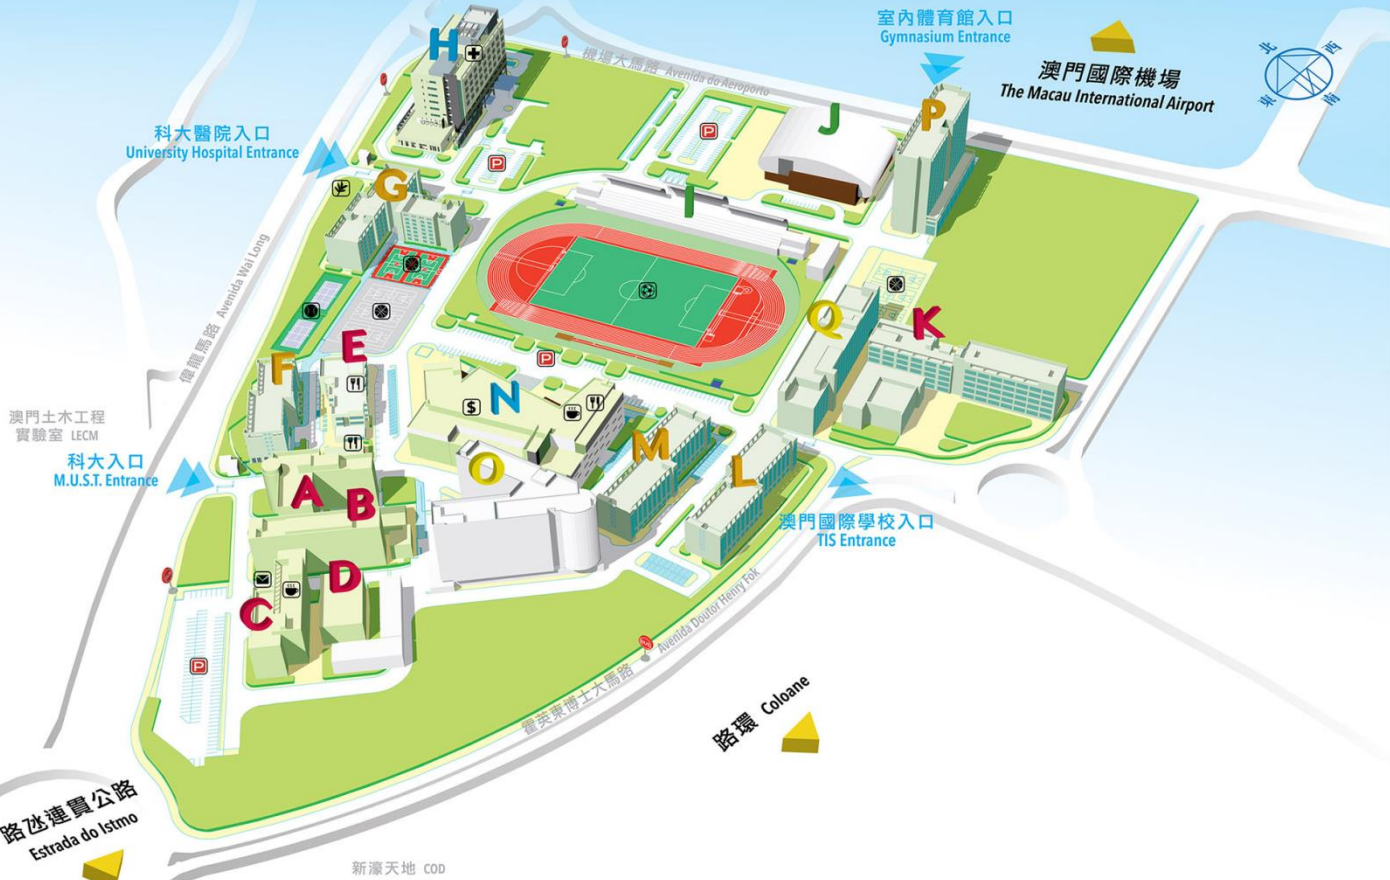 室內體育館入口
Gymnasium Entrance
澳門國際機場
The Macau International Airport
北
西
東
南
機場大馬路 Avenida do Aeroporto
科大醫院入口
University Hospital Entrance
偉龍馬路 Avenida Wai Long
H
P
J
P
P
G
I
Q
K
E
F
P
N
$
M
O
L
A
B
D
C
P
澳門土木工程
實驗室 LECM
科大入口
M.U.S.T. Entrance
澳門國際學校入口
TIS Entrance
霍英東博士大馬路 Avenida Doutor Henry Fok
路環 Coloane
路氹連貫公路
Estrada do Istmo
新濠天地 COD